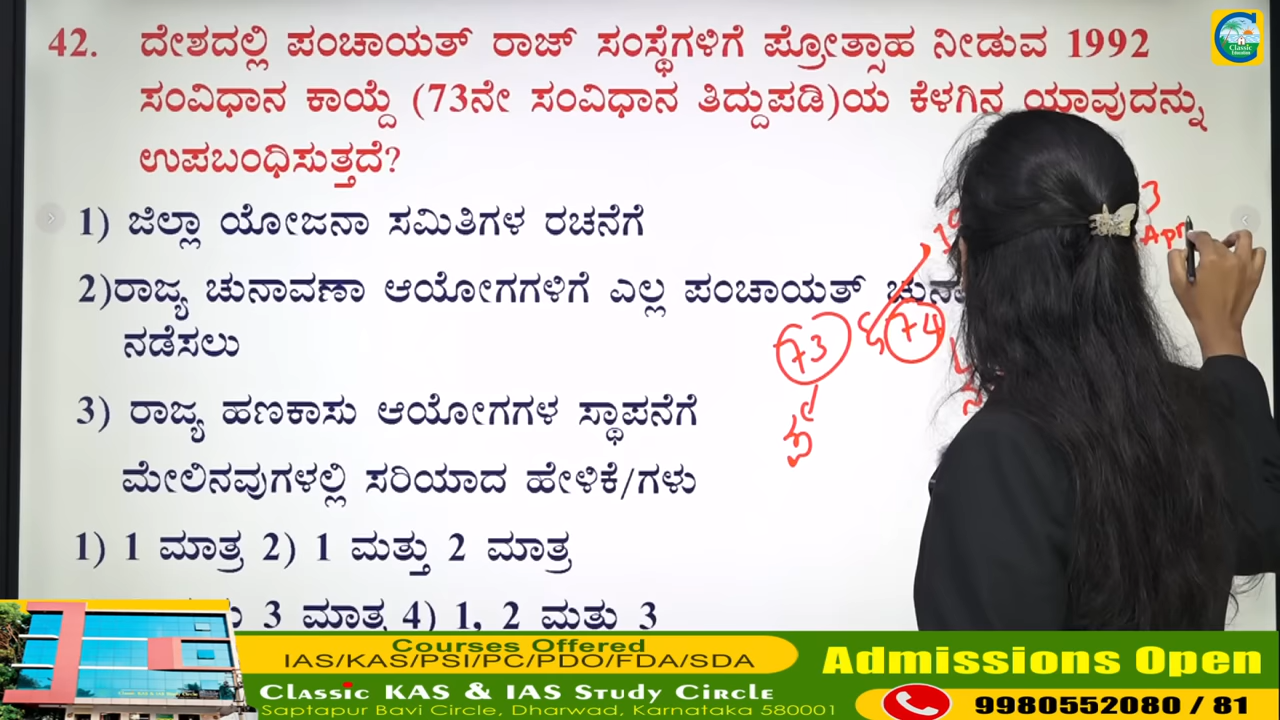 42. ದೇಶದಲ್ಲಿ ಪಂಚಾಯತ್ ರಾಜ್ ಸಂಸ್ಥೆಗಳಿಗೆ ಪ್ರೋತ್ಸಾಹ ನೀಡುವ 1992
ಸಂವಿಧಾನ ಕಾಯ್ದೆ (73ನೇ ಸಂವಿಧಾನ ತಿದ್ದುಪಡಿ)ಯ ಕೆಳಗಿನ ಯಾವುದನ್ನು
ಉಪಬಂಧಿಸುತ್ತದೆ?
1) ಜಿಲ್ಲಾ ಯೋಜನಾ ಸಮಿತಿಗಳ ರಚನೆಗೆ
2)ರಾಜ್ಯ ಚುನಾವಣಾ ಆಯೋಗಗಳಿಗೆ ಎಲ್ಲ ಪಂಚಾಯತ್
ನಡೆಸಲು
3) ರಾಜ್ಯ ಹಣಕಾಸು ಆಯೋಗಗಳ ಸ್ಥಾಪನೆಗೆ
ಮೇಲಿನವುಗಳಲ್ಲಿ ಸರಿಯಾದ ಹೇಳಿಕೆ/ಗಳು
1) 1 ಮಾತ್ರ 2) 1 ಮತ್ತು 2 ಮಾತ್ರ
3 ಮಾತ್ರ 4) 1, 2 ಮತ್ತು 3
73 & 74
3
Apr
Classic
Education
Courses Offered
IAS/KAS/PSI/PC/PDO/FDA/SDA
Classic KAS & IAS Study Circle
Saptapur Bavi Circle, Dharwad, Karnataka 580001
Admissions Open
9980552080 / 81